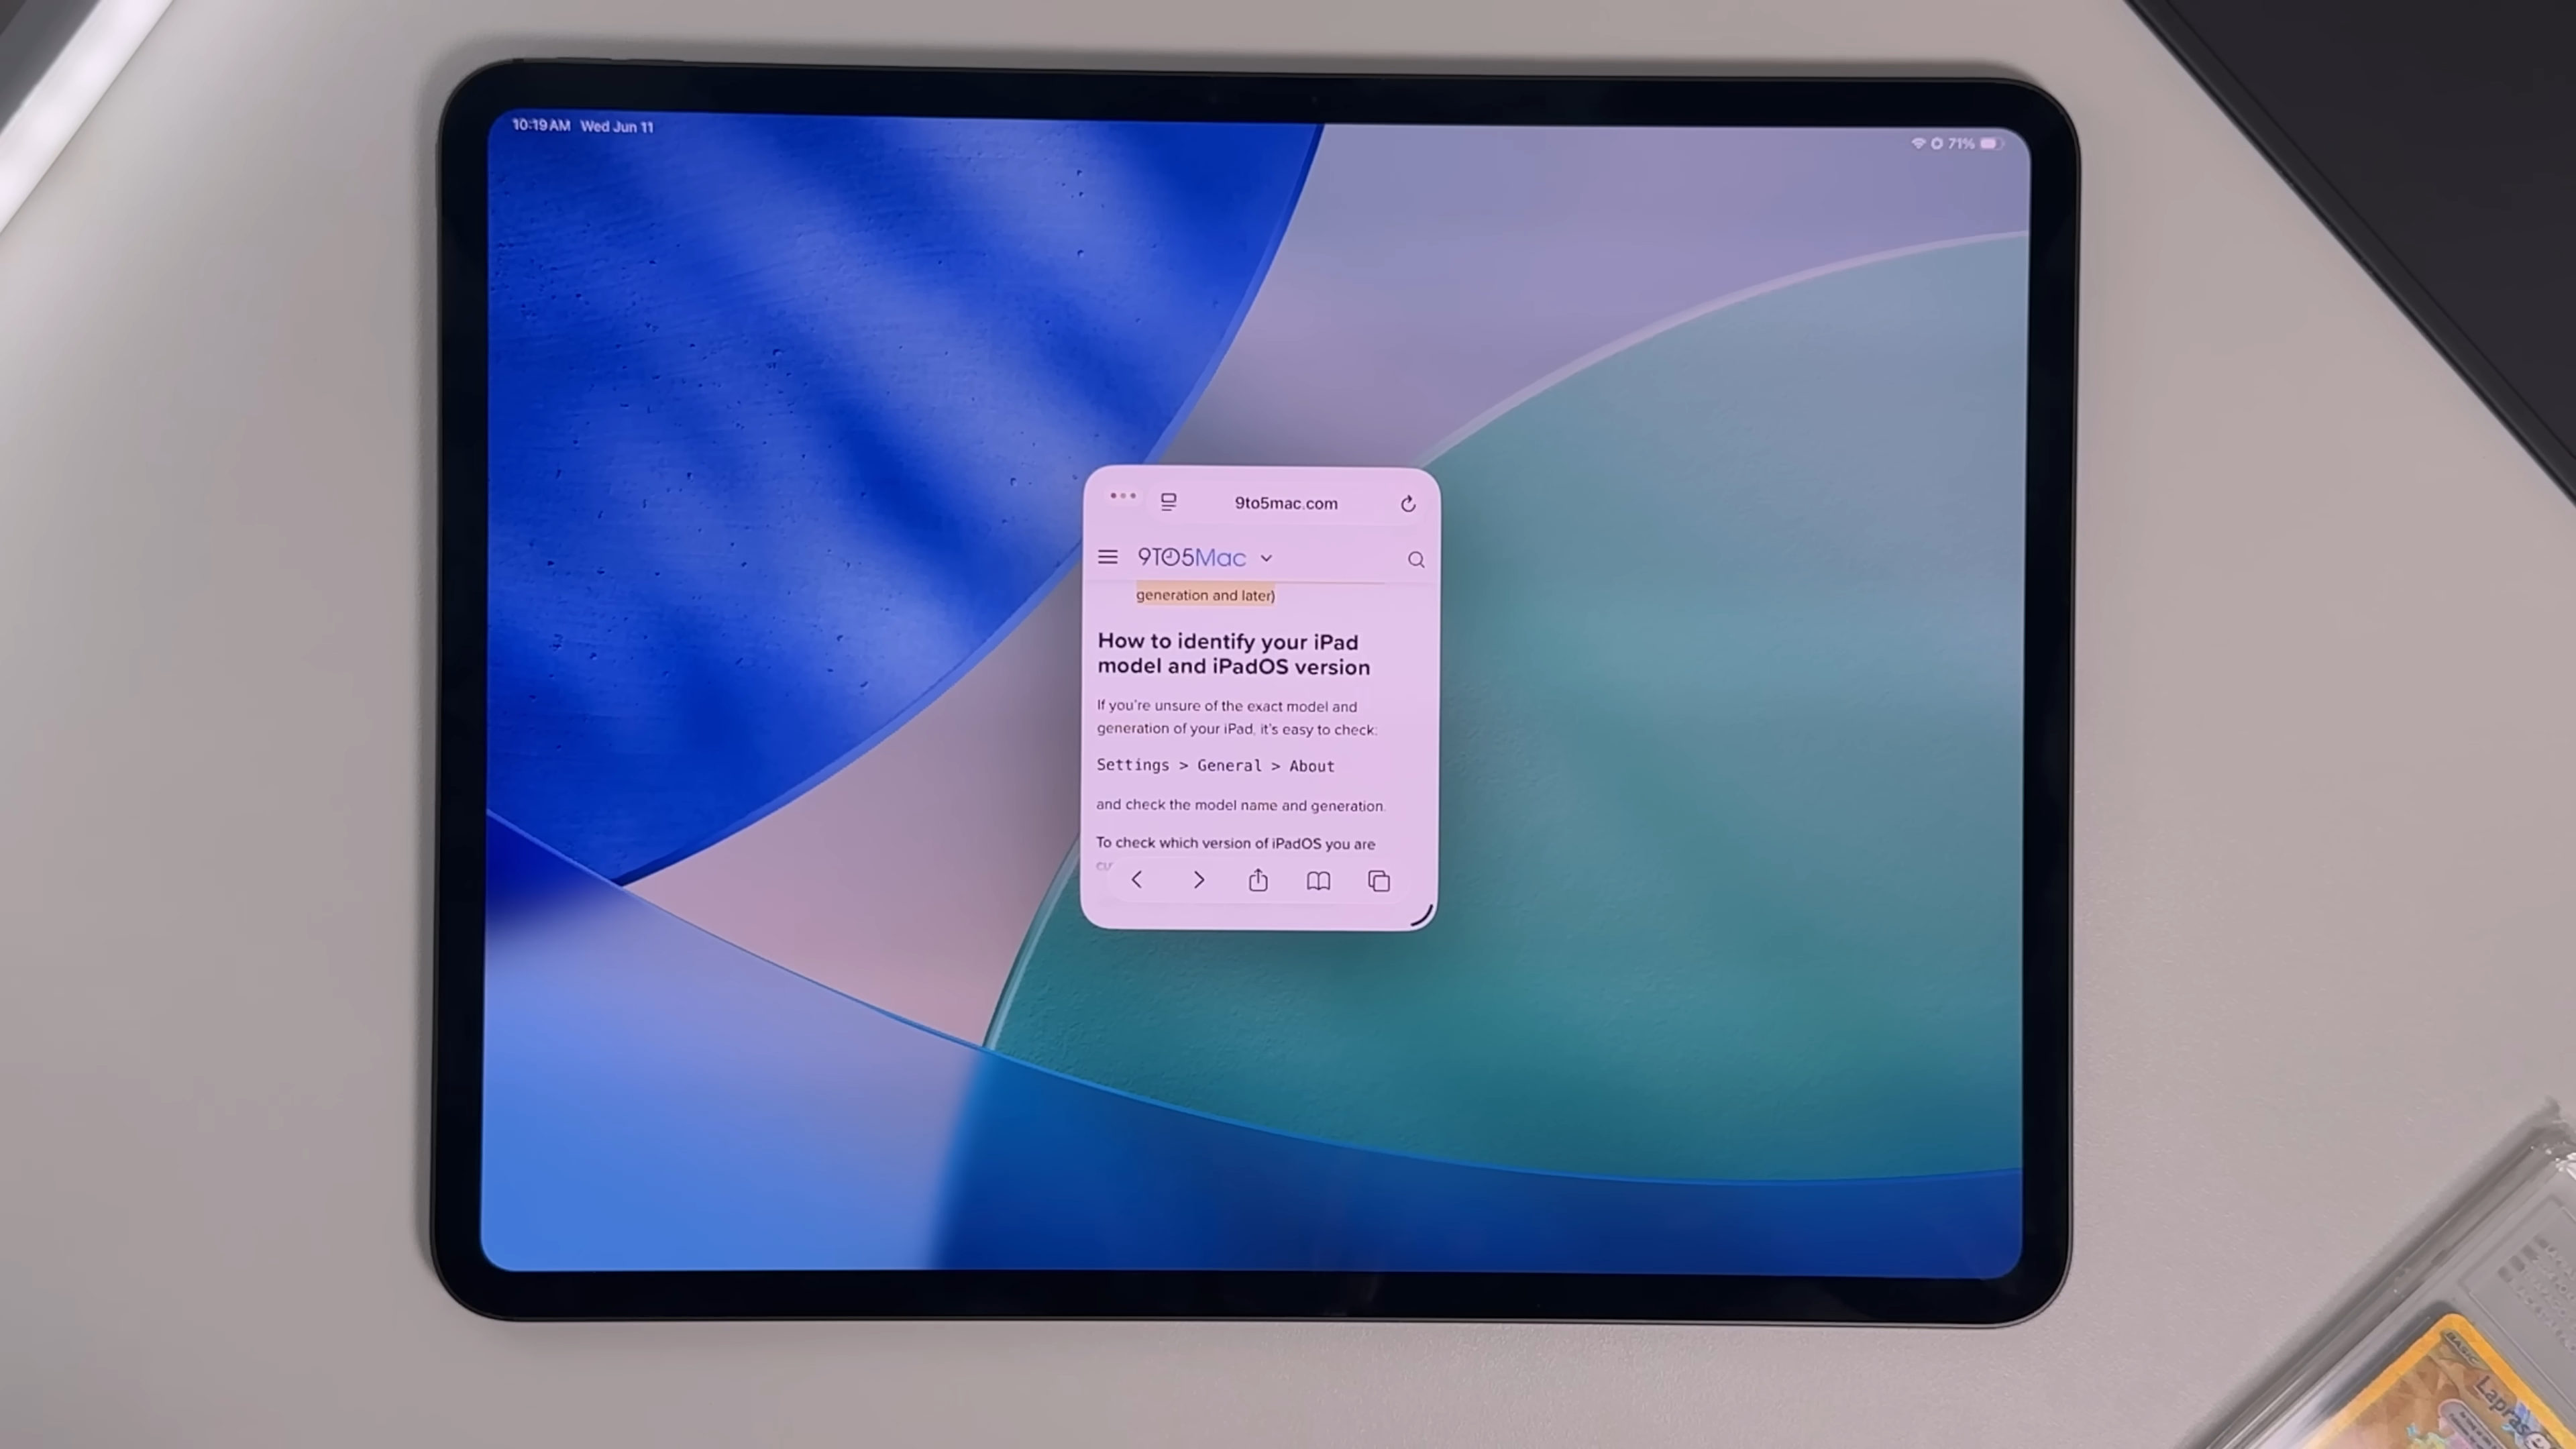 10:19 AM Wed Jun 11
71%
9to5mac.com
9TO5Mac
generation and later)
How to identify your iPad
model and iPadOS version
If you're unsure of the exact model and
generation of your iPad, it's easy to check:
Settings > General > About
and check the model name and generation.
To check which version of iPadOS you are
BASIC
Lapras